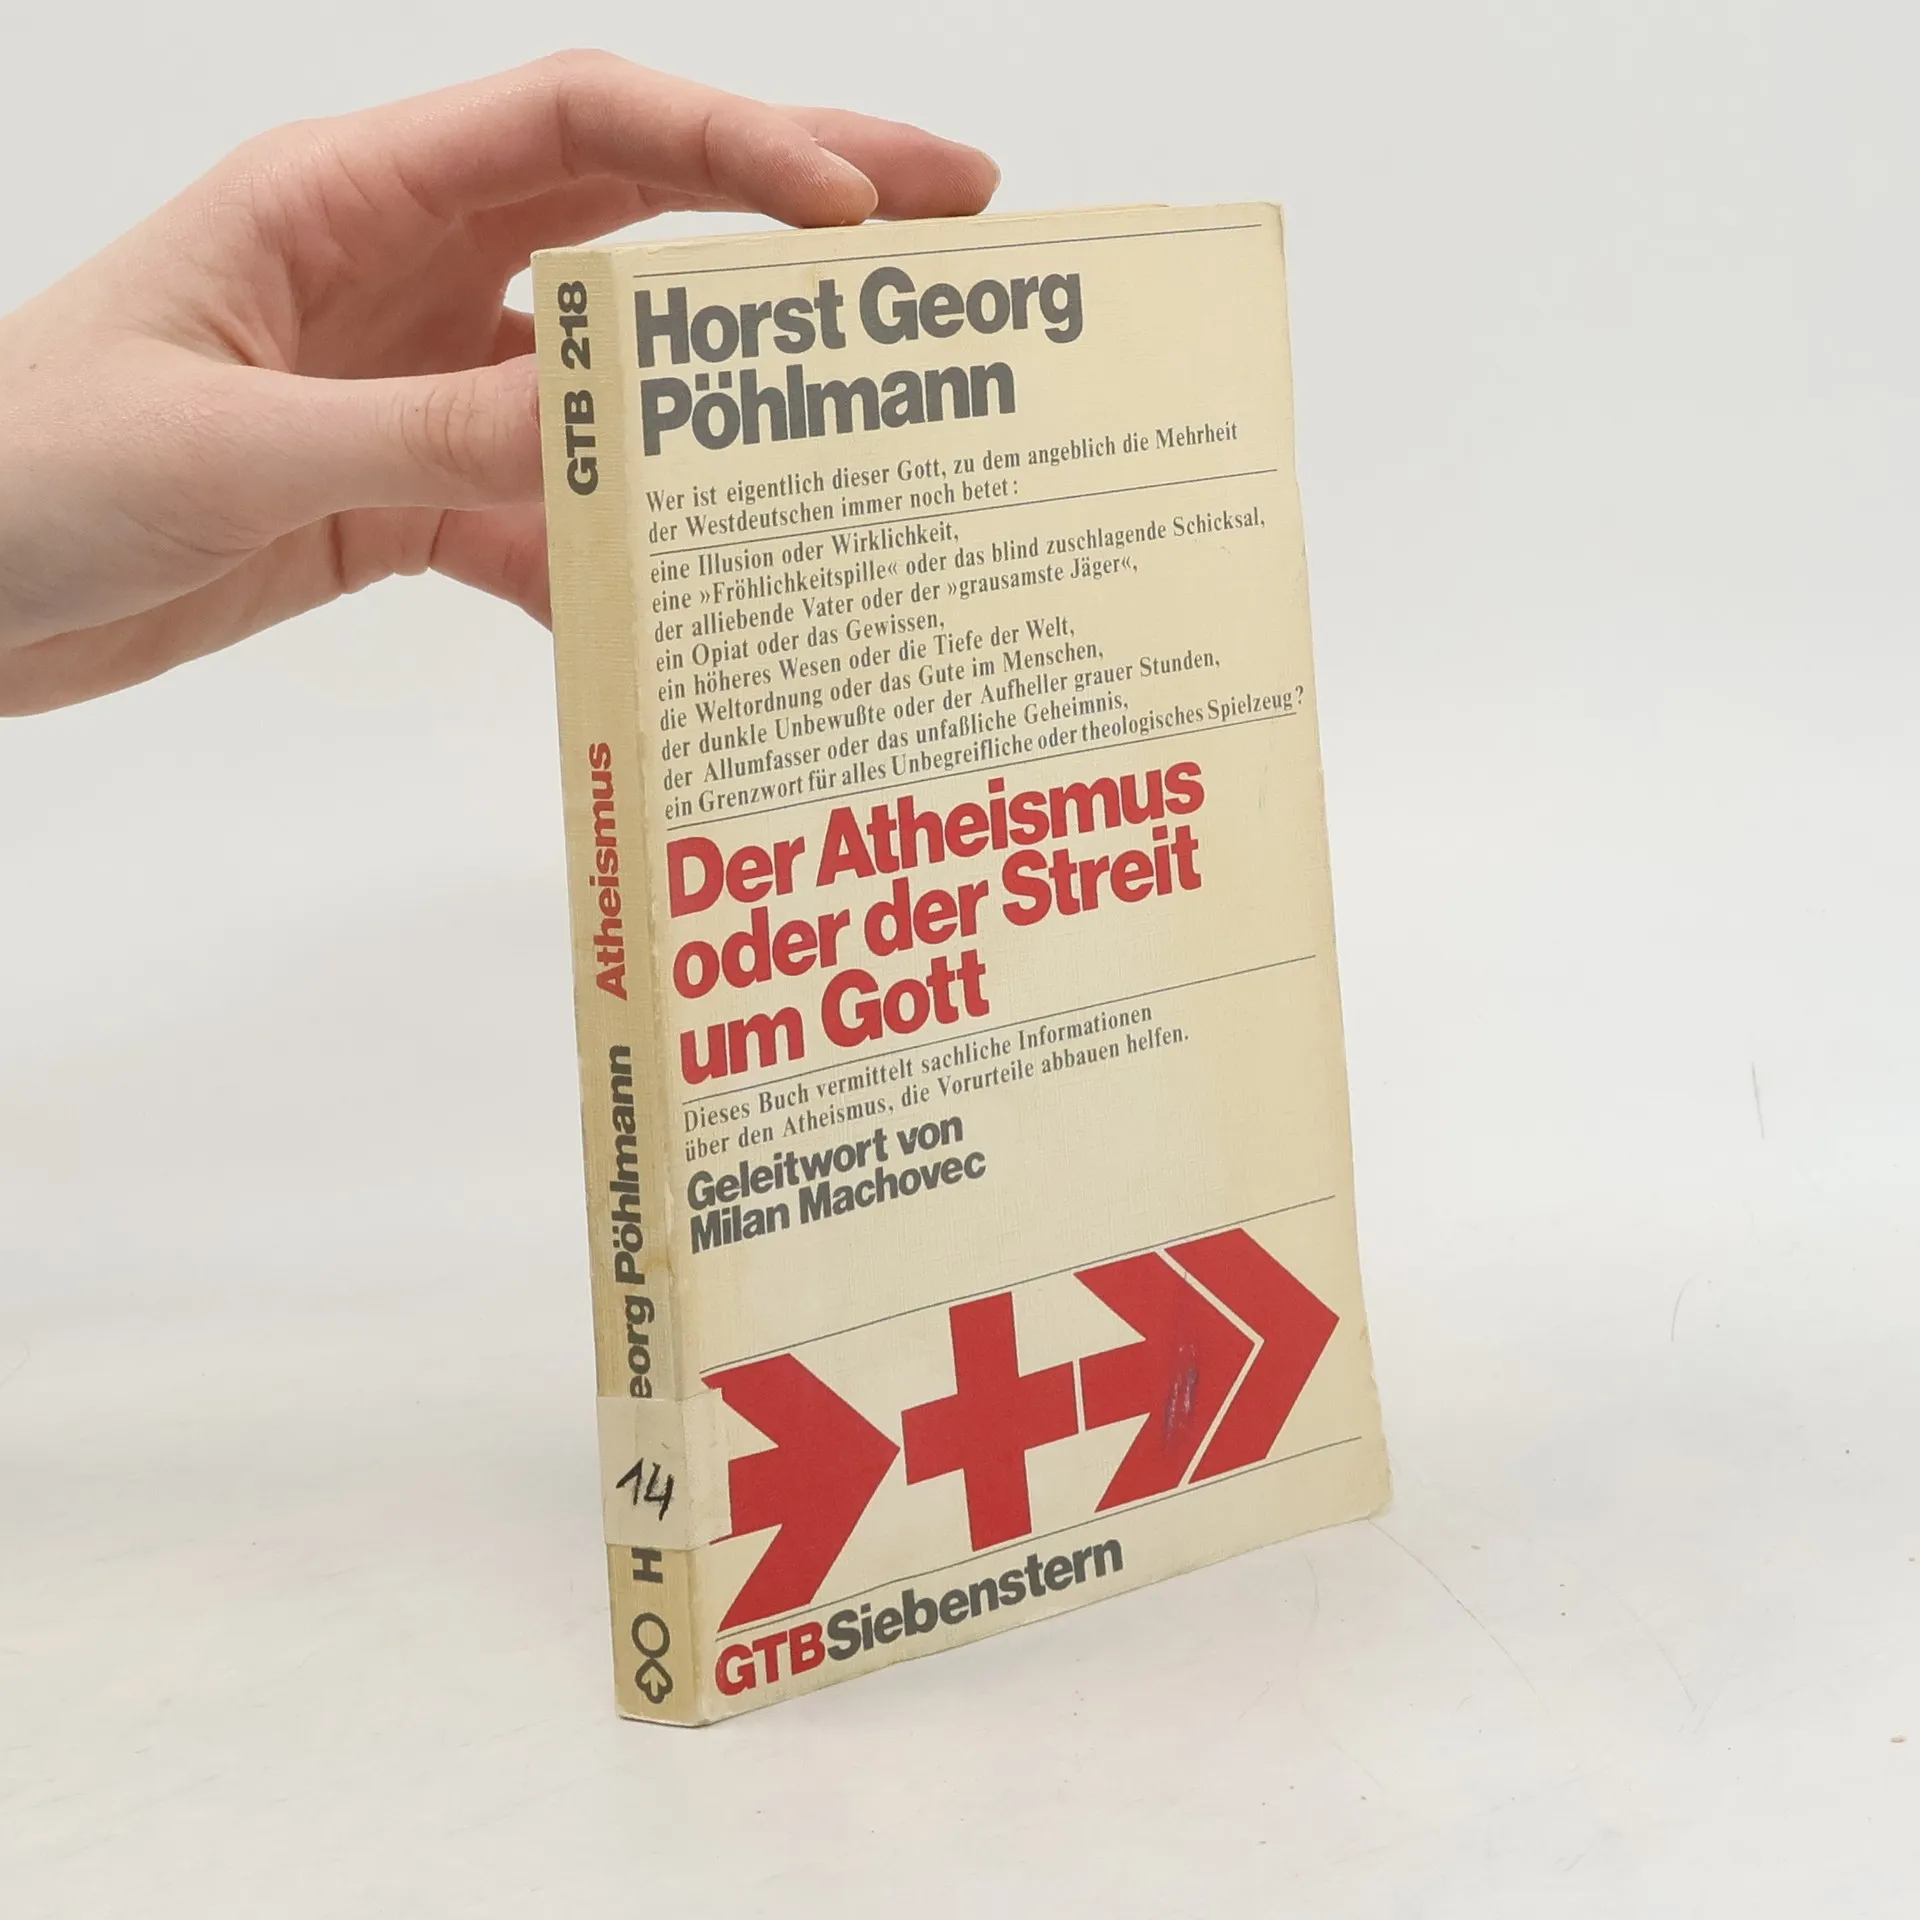 Horst Georg
Pöhlmann
Wer ist eigentlich dieser Gott, zu dem angeblich die Mehrheit
der Westdeutschen immer noch betet:
eine Illusion oder Wirklichkeit,
eine »Fröhlichkeitspille« oder das blind zuschlagende Schicksal,
der alliebende Vater oder der »grausamste Jäger«,
ein Opiat oder das Gewissen,
ein höheres Wesen oder die Tiefe der Welt,
die Weltordnung oder das Gute im Menschen,
der dunkle Unbewußte oder der Aufheller grauer Stunden,
der Allumfasser oder das unfaßliche Geheimnis,
ein Grenzwort für alles Unbegreifliche oder theologisches Spielzeug?
Der Atheismus
oder der Streit
um Gott
Dieses Buch vermittelt sachliche Informationen
über den Atheismus, die Vorurteile abbauen helfen.
Geleitwort von
Milan Machovec
GTBSiebenstern
H eorg Pöhlmann Atheismus GTB 218
14